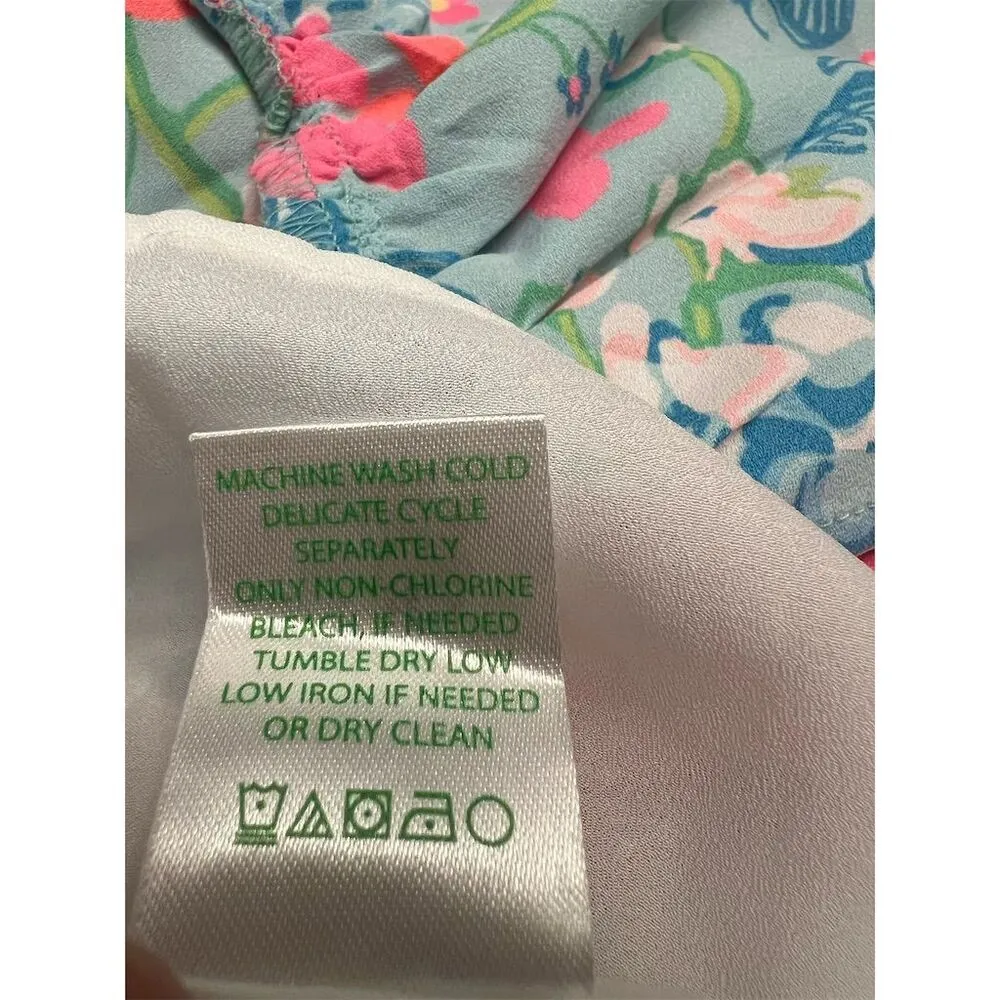 MACHINE WASH COLD
DELICATE CYCLE
SEPARATELY
ONLY NON-CHLORINE
BLEACH, IF NEEDED
TUMBLE DRY LOW
LOW IRON IF NEEDED
OR DRY CLEAN